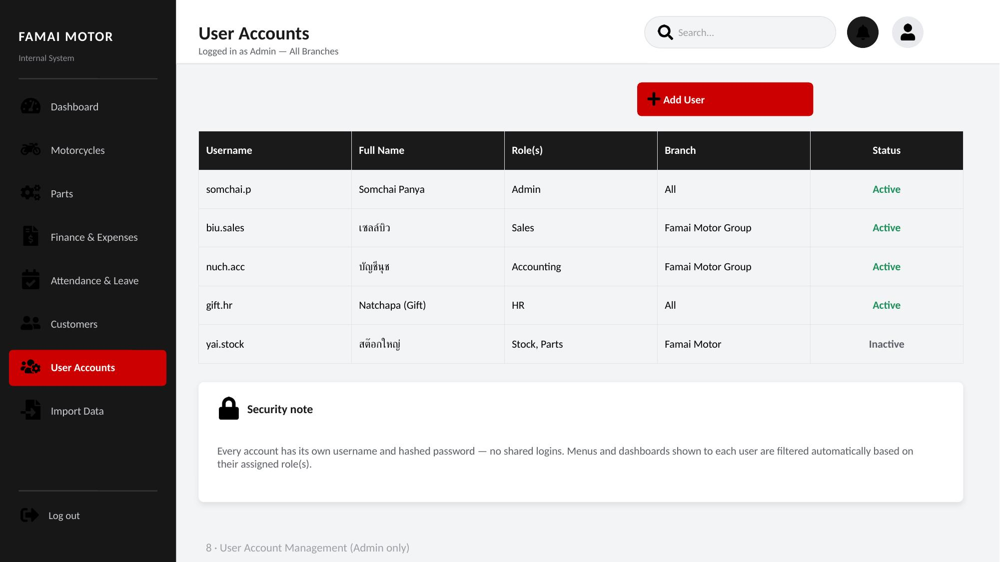 FAMAI MOTOR
Internal System
Dashboard
Motorcycles
Parts
Finance & Expenses
Attendance & Leave
Customers
User Accounts
Import Data
Log out
User Accounts
Logged in as Admin — All Branches
Search...
Add User
Username Full Name Role(s) Branch Status
somchai.p Somchai Panya Admin All Active
biu.sales เซลล์บิว Sales Famai Motor Group Active
nuch.acc บัญชีนุช Accounting Famai Motor Group Active
gift.hr Natchapa (Gift) HR All Active
yai.stock สต๊อกใหญ่ Stock, Parts Famai Motor Inactive
Security note
Every account has its own username and hashed password — no shared logins. Menus and dashboards shown to each user are filtered automatically based on
their assigned role(s).
8 · User Account Management (Admin only)